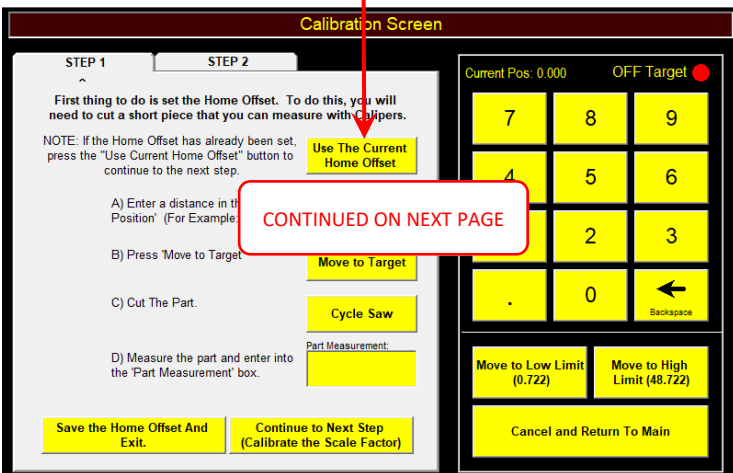 Calibration Screen
STEP 1
STEP 2
First thing to do is set the Home Offset. To do this, you will
need to cut a short piece that you can measure with Calipers.
NOTE: If the Home Offset has already been set,
press the "Use Current Home Offset" button to
continue to the next step.
Use The Current
Home Offset
A) Enter a distance in
Position' (For Example:
CONTINUED ON NEXT PAGE
B) Press 'Move to Target'
Move to Target
C) Cut The Part.
Cycle Saw
Part Measurement:
D) Measure the part and enter into
the 'Part Measurement' box.
Save the Home Offset And
Exit.
Continue to Next Step
(Calibrate the Scale Factor)
Current Pos: 0.000
OFF Target
7
8
9
4
5
6
2
3
.
0
Backspace
Move to Low Limit
(0.722)
Move to High
Limit (48.722)
Cancel and Return To Main